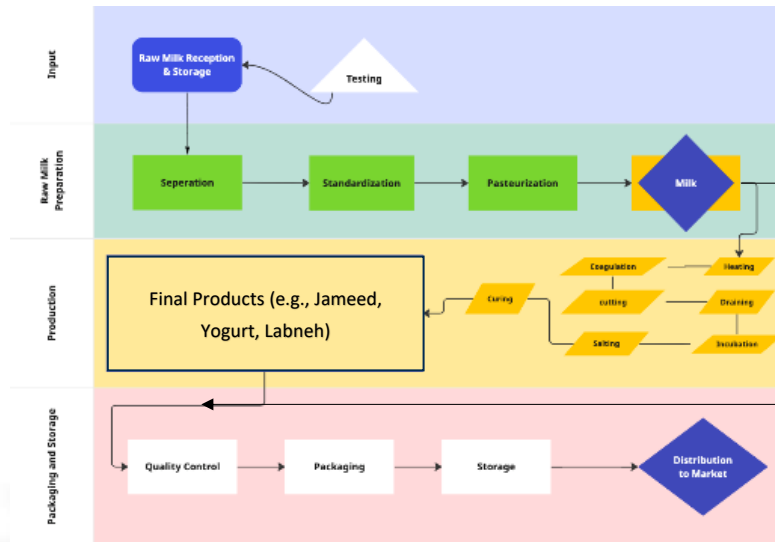 Input
Raw Milk Reception
& Storage
Testing
Raw Milk
Preparation
Seperation
Standardization
Pasteurization
Milk
Production
Final Products (e.g., Jameed,
Yogurt, Labneh)
Curing
Coagulation
Heating
cutting
Draining
Salting
Incubation
Packaging and Storage
Quality Control
Packaging
Storage
Distribution
to Market